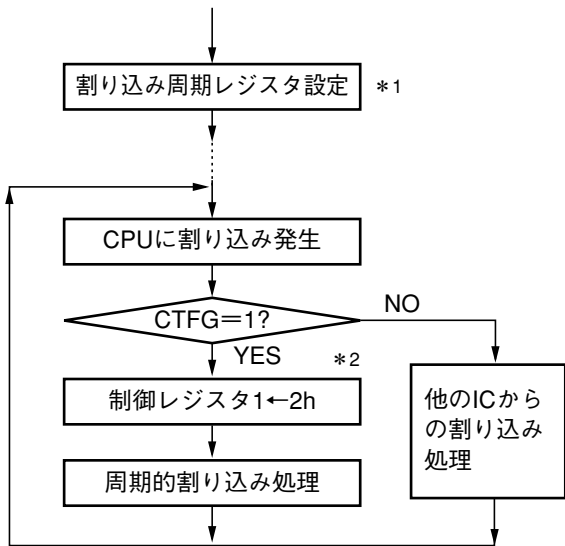 割り込み周期レジスタ設定 *1
CPUに割り込み発生
CTFG=1?
NO
YES *2
制御レジスタ1←2h
他のICから
の割り込み
処理
周期的割り込み処理